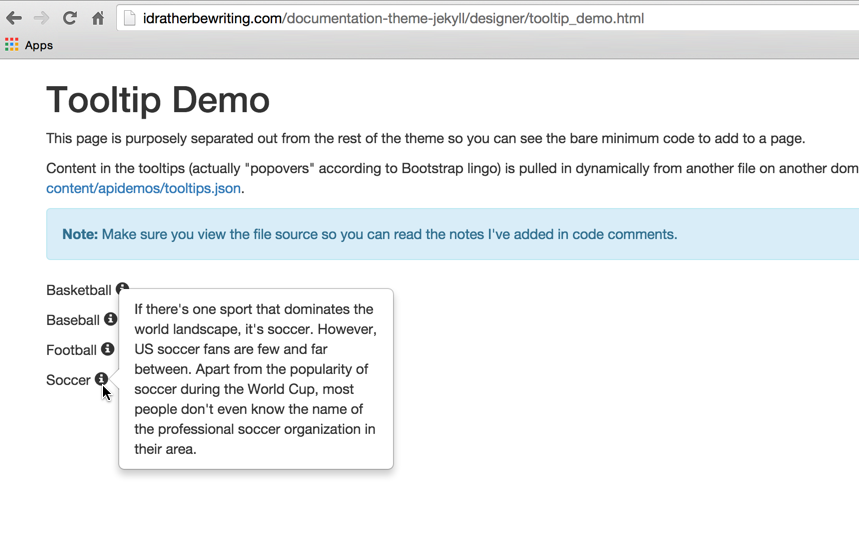 idratherbewriting.com/documentation-theme-jekyll/designer/tooltip_demo.html
Apps
Tooltip Demo
This page is purposely separated out from the rest of the theme so you can see the bare minimum code to add to a page.
Content in the tooltips (actually "popovers" according to Bootstrap lingo) is pulled in dynamically from another file on another dom
content/apidemos/tooltips.json.
Note: Make sure you view the file source so you can read the notes I've added in code comments.
Basketball
Baseball
Football
Soccer
If there's one sport that dominates the
world landscape, it's soccer. However,
US soccer fans are few and far
between. Apart from the popularity of
soccer during the World Cup, most
people don't even know the name of
the professional soccer organization in
their area.